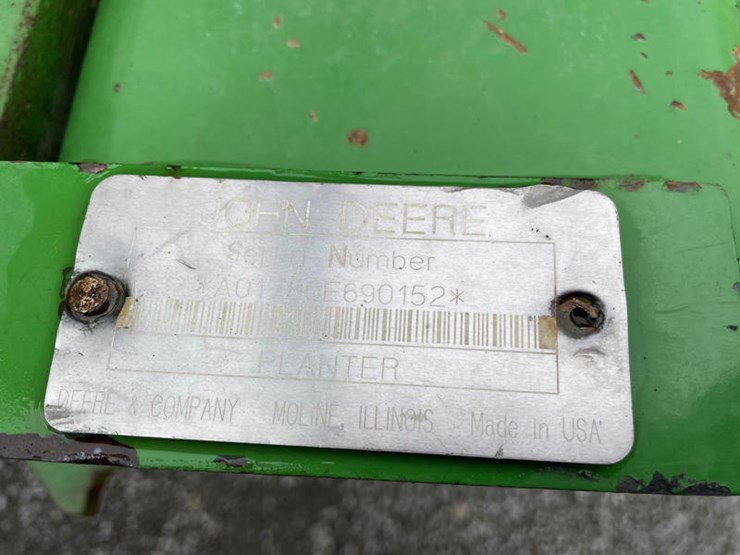 JOHN DEERE
Serial Number
*A01780E690152*
PLANTER
DEERE & COMPANY MOLINE, ILLINOIS Made in USA